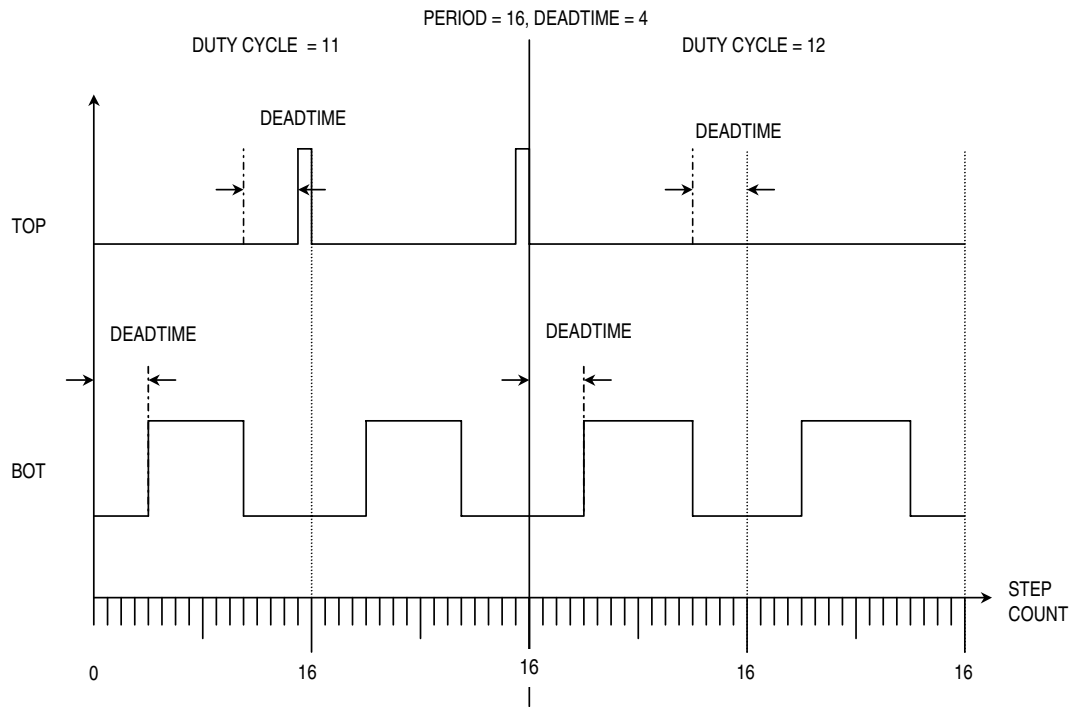 PERIOD = 16, DEADTIME = 4
DUTY CYCLE = 11
DUTY CYCLE = 12
DEADTIME
DEADTIME
TOP
DEADTIME
DEADTIME
BOT
STEP
COUNT
0
16
16
16
16